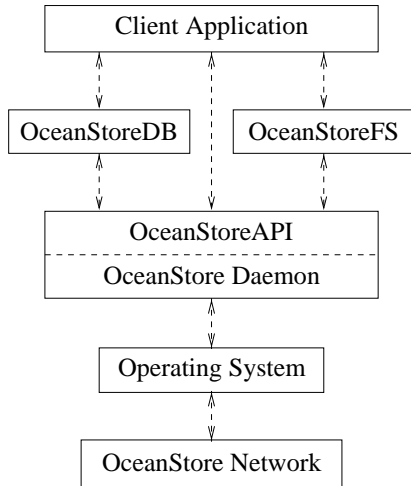 Client Application
OceanStoreDB
OceanStoreFS
OceanStoreAPI
OceanStore Daemon
Operating System
OceanStore Network